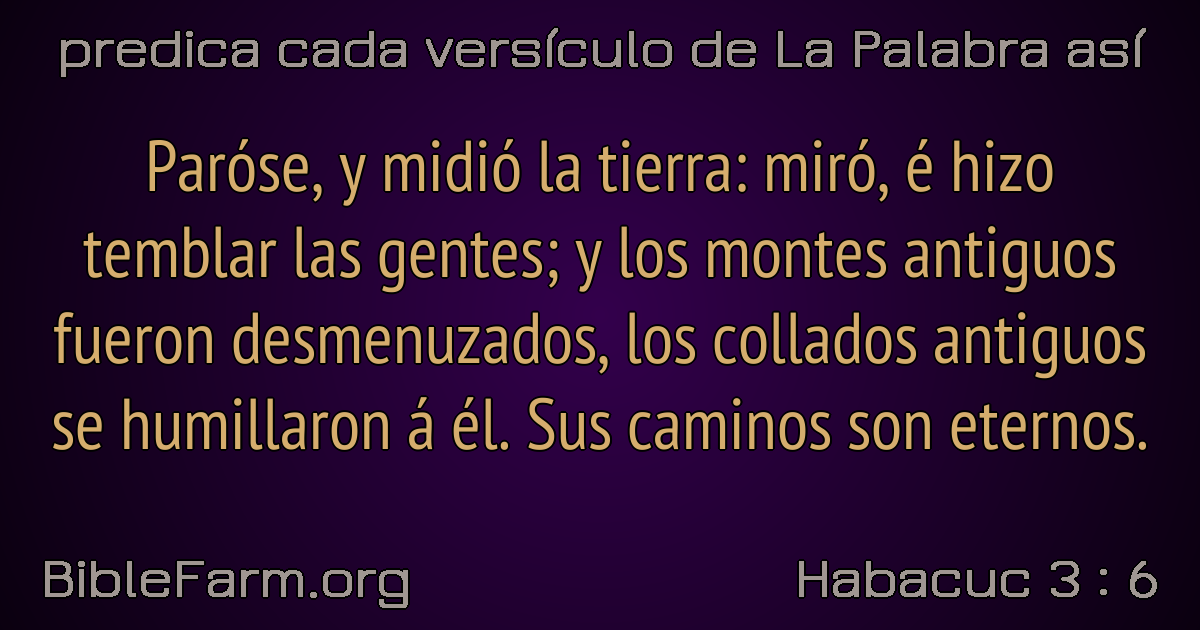 predica cada versículo de La Palabra así
Paróse, y midió la tierra: miró, é hizo
temblar las gentes; y los montes antiguos
fueron desmenuzados, los collados antiguos
se humillaron á él. Sus caminos son eternos.
BibleFarm.org
Habacuc 3 : 6